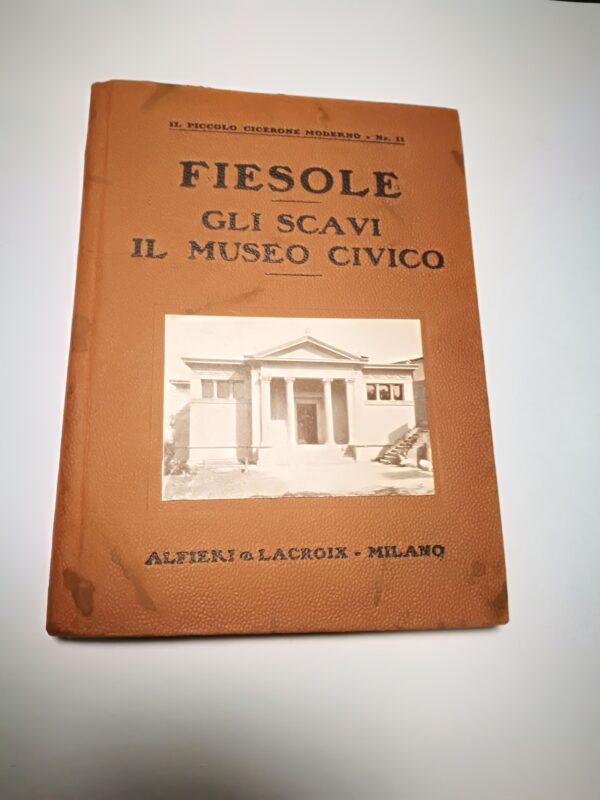 IL PICCOLO CICERONE MODERNO - Nr. 11
FIESOLE
GLI SCAVI
IL MUSEO CIVICO
ALFIERI & LACROIX - MILANO